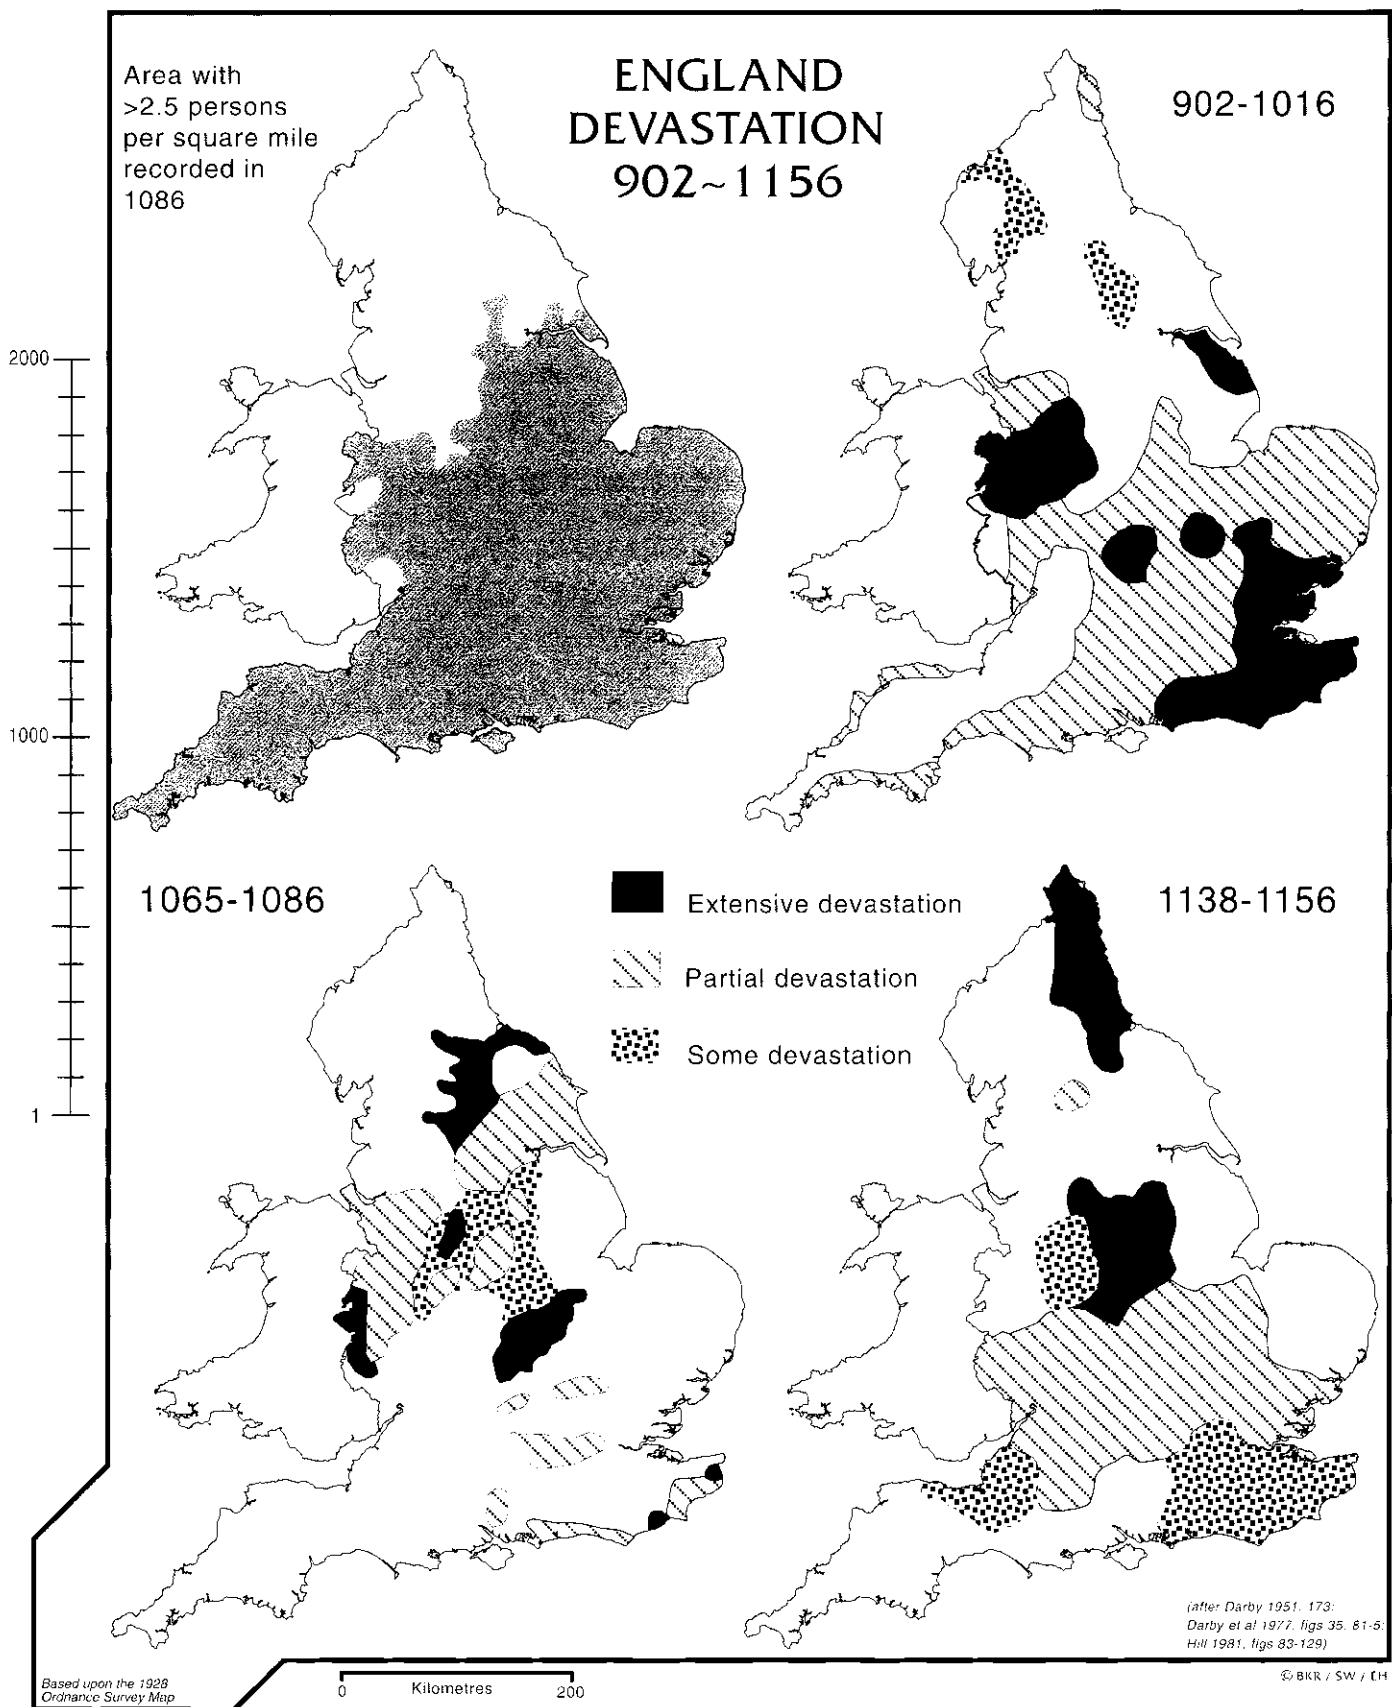 Area with
>2.5 persons
per square mile
recorded in
1086
ENGLAND
DEVASTATION
902~1156
902-1016
2000
1000
1
1065-1086
Extensive devastation
Partial devastation
Some devastation
1138-1156
(after Darby 1951. 173:
Darby et al 1977. figs 35. 81-5:
Hill 1981, figs 83-129)
Based upon the 1928
Ordnance Survey Map
0 Kilometres 200
© BKR / SW / EH